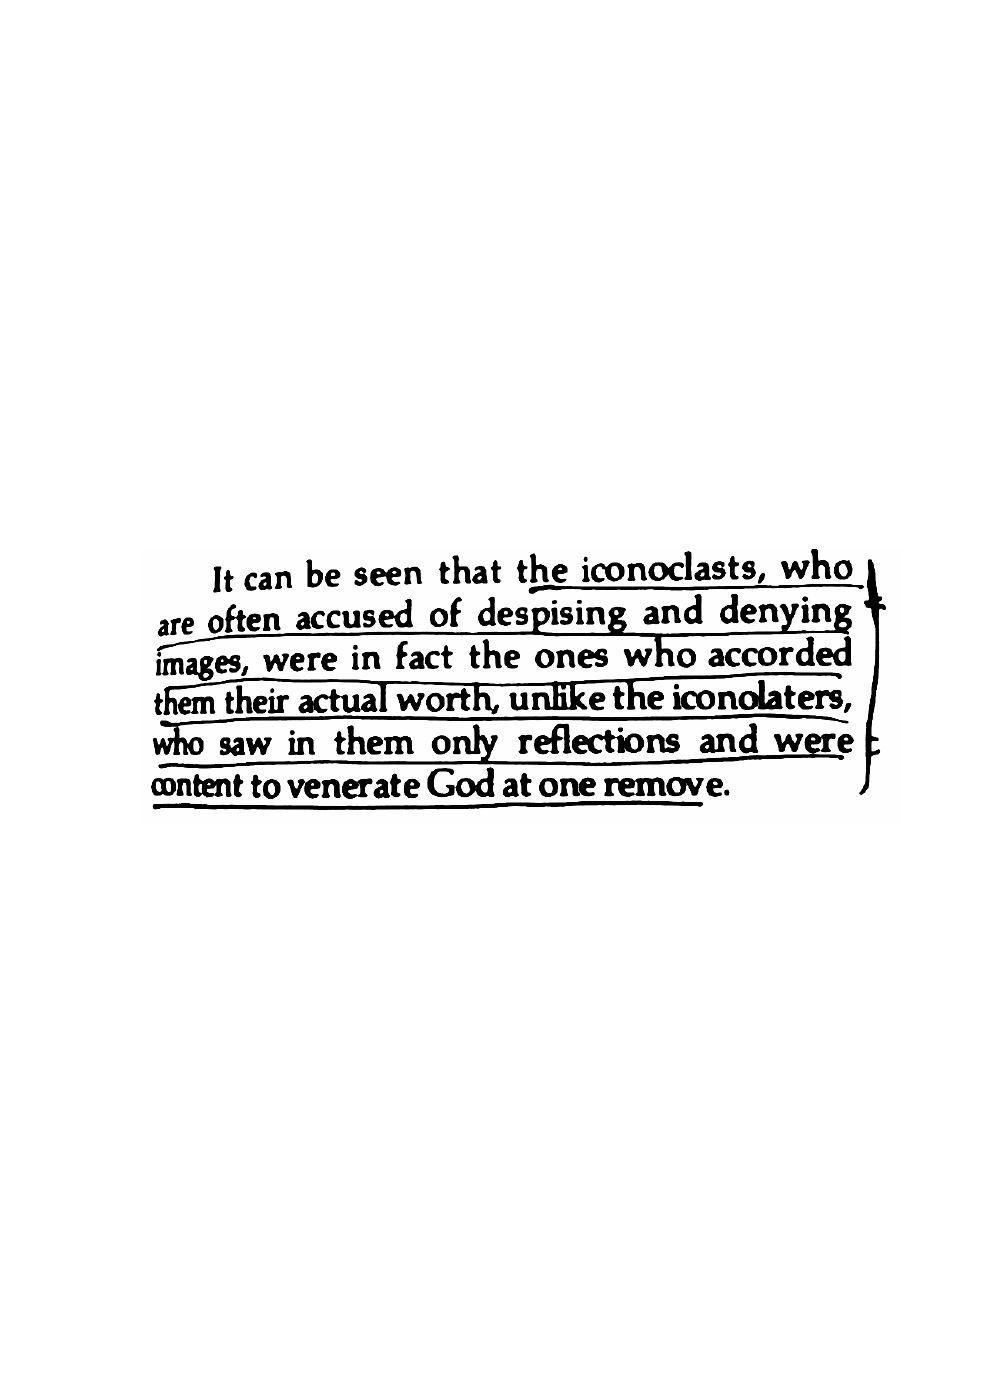 It can be seen that the iconoclasts, who
are often accused of despising and denying
images, were in fact the ones who accorded
them their actual worth, unlike the iconolaters,
who saw in them only reflections and were
content to venerate God at one remove.